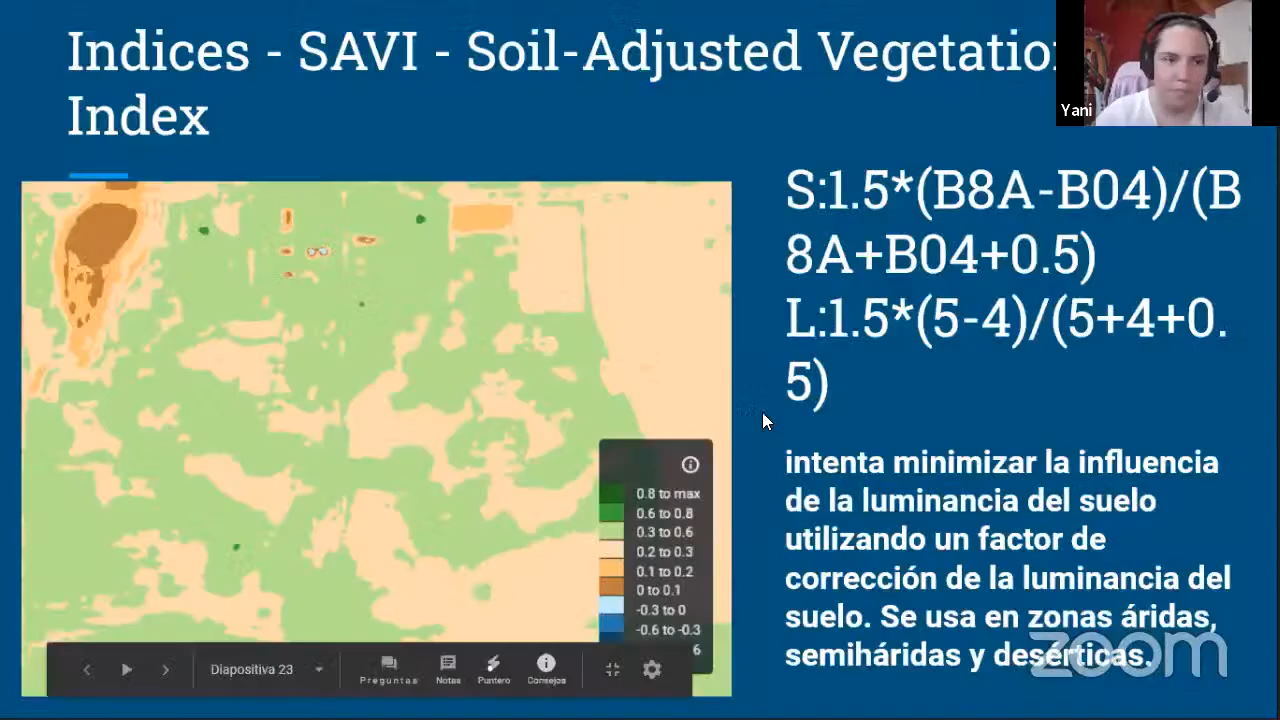 Indices - SAVI - Soil-Adjusted Vegetation
Index
Yani
S:1.5*(B8A-B04)/(B
8A+B04+0.5)
L:1.5*(5-4)/(5+4+0.
5)
intenta minimizar la influencia
de la luminancia del suelo
utilizando un factor de
corrección de la luminancia del
suelo. Se usa en zonas áridas,
semiháridas y desérticas.
0.8 to max
0.6 to 0.8
0.3 to 0.6
0.2 to 0.3
0.1 to 0.2
0 to 0.1
-0.3 to 0
-0.6 to -0.3
6
Diapositiva 23
Preguntas
Notas
Puntero
Consejos
zoom